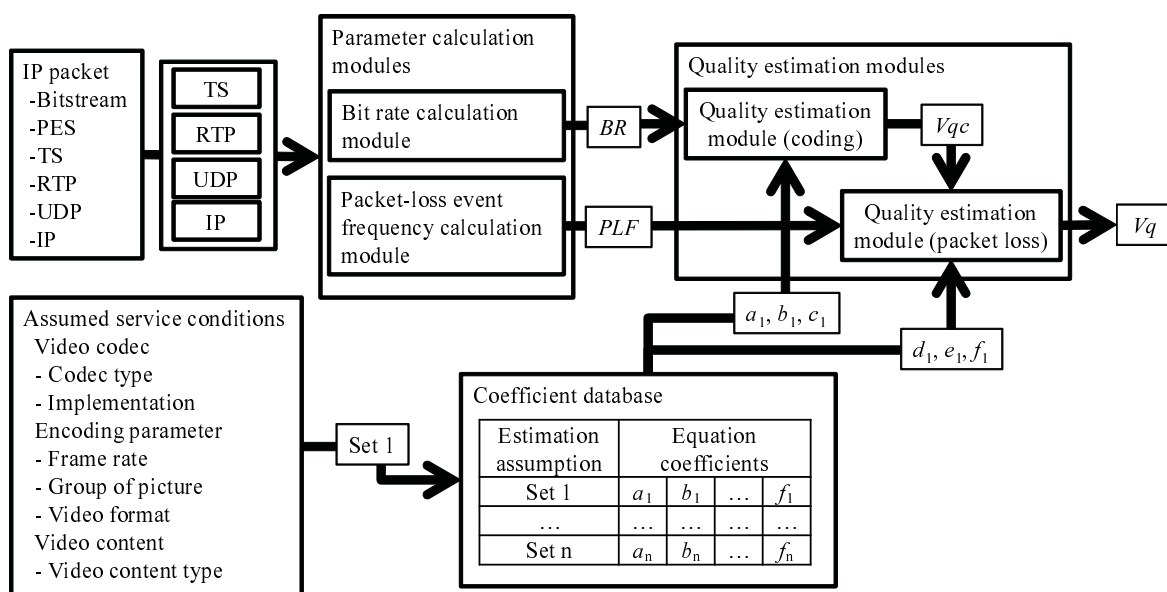 IP packet
-Bitstream
-PES
-TS
-RTP
-UDP
-IP
TS
RTP
UDP
IP
Parameter calculation
modules
Bit rate calculation
module
Packet-loss event
frequency calculation
module
BR
PLF
Quality estimation modules
Quality estimation
module (coding)
Vqc
Quality estimation
module (packet loss)
Vq
a1, b1, c1
d1, e1, f1
Assumed service conditions
Video codec
- Codec type
- Implementation
Encoding parameter
- Frame rate
- Group of picture
- Video format
Video content
- Video content type
Set 1
Coefficient database
Estimation
assumption
Equation
coefficients
Set 1 a1 b1 … f1
… … … … …
Set n an bn … fn